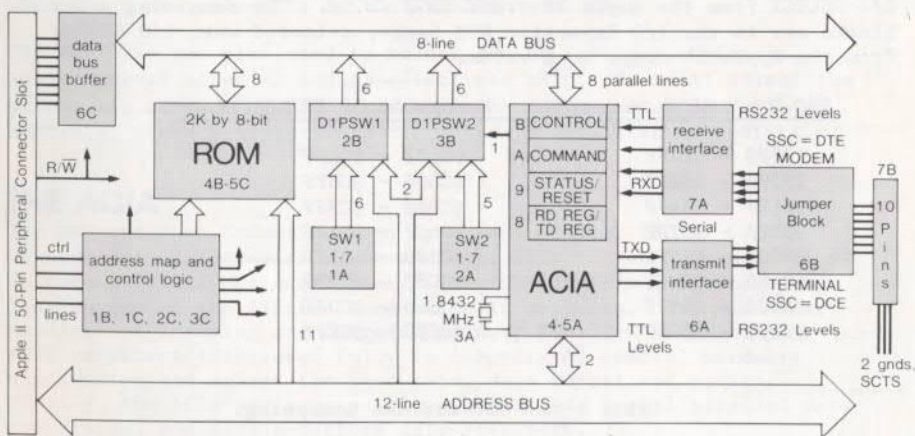 Apple II 50-Pin Peripheral Connector Slot
data
bus
buffer
6C
8-line DATA BUS
8
6
6
8 parallel lines
2K by 8-bit
ROM
4B-5C
D1PSW1
2B
D1PSW2
3B
1
B CONTROL
A COMMAND
9 STATUS/
RESET
8 RD REG/
TD REG
ACIA
4-5A
TTL
RXD
receive
interface
7A
RS232 Levels
SSC=DTE
MODEM
7B
10
Pins
Jumper
Block
6B
R/W̅
6
2
5
SW1
1-7
1A
SW2
1-7
2A
Serial
TXD
transmit
interface
6A
TERMINAL
SSC=DCE
RS232 Levels
TTL
Levels
ctrl
lines
address map and
control logic
1B, 1C, 2C, 3C
1.8432
MHz
3A
11
2
2 gnds,
SCTS
12-line ADDRESS BUS